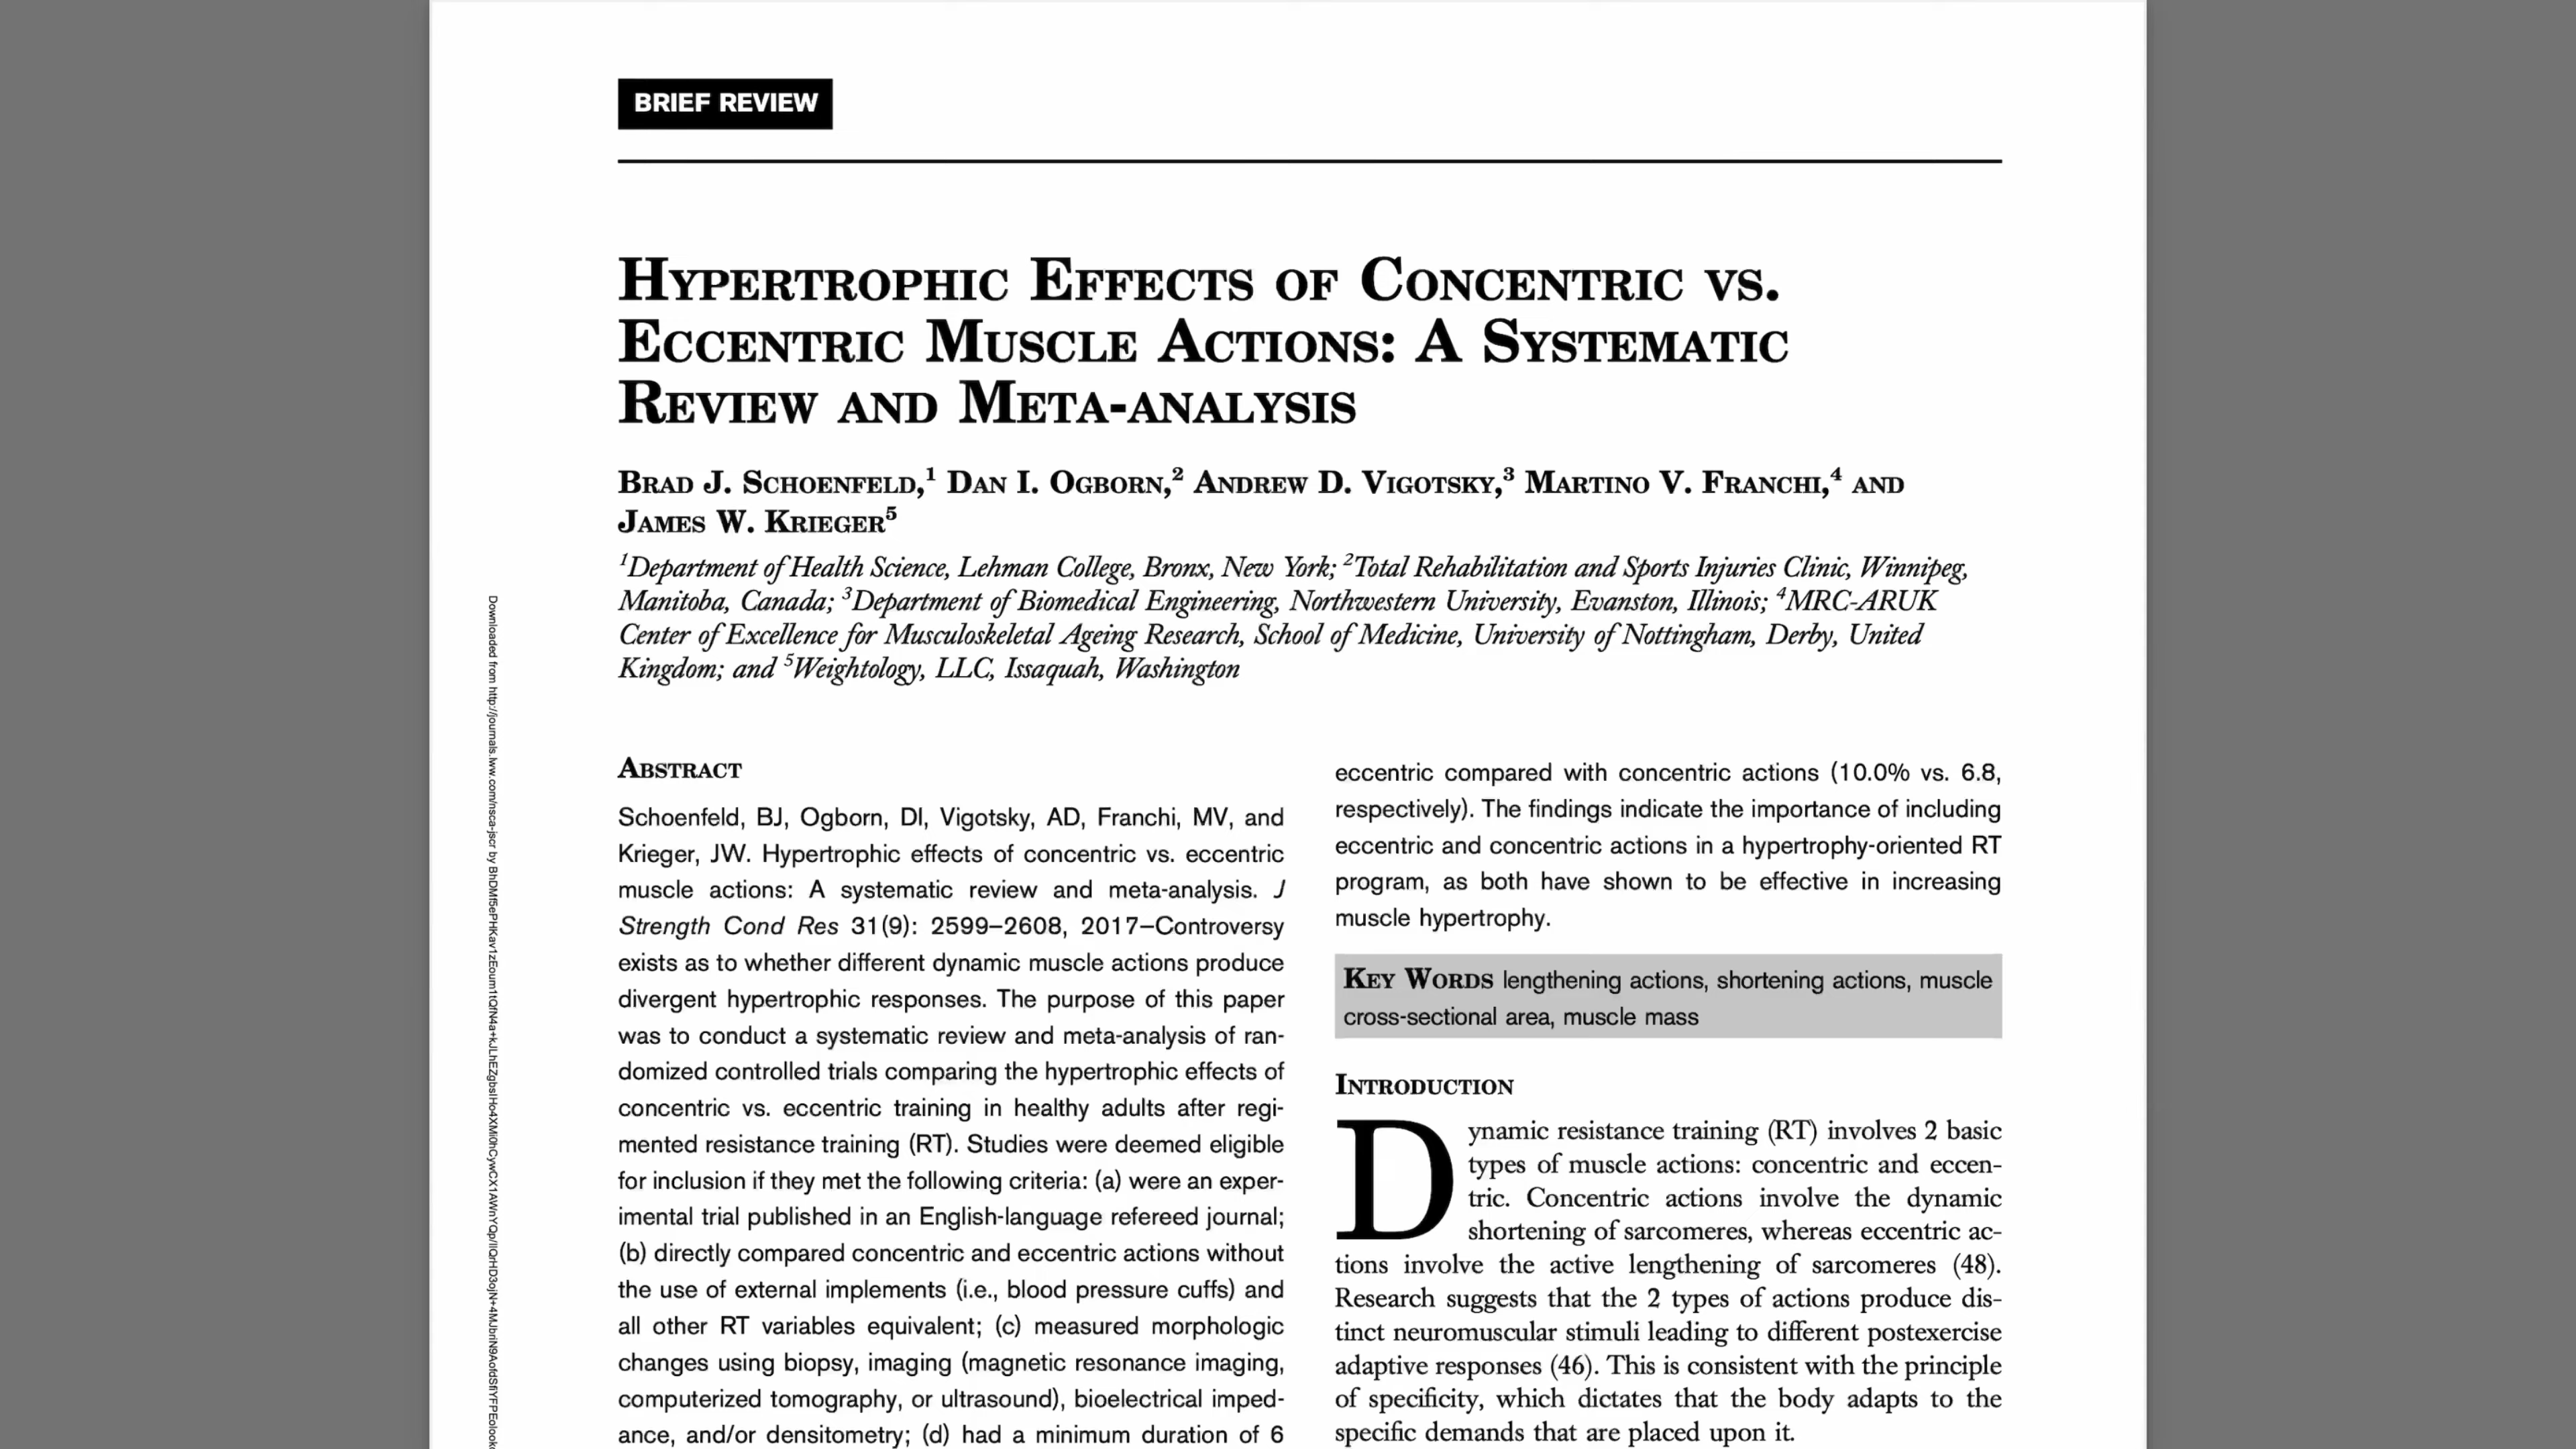 BRIEF REVIEW
Hypertrophic Effects of Concentric vs.
Eccentric Muscle Actions: A Systematic
Review and Meta-analysis
Brad J. Schoenfeld,1 Dan I. Ogborn,2 Andrew D. Vigotsky,3 Martino V. Franchi,4 and
James W. Krieger5
1Department of Health Science, Lehman College, Bronx, New York; 2Total Rehabilitation and Sports Injuries Clinic, Winnipeg,
Manitoba, Canada; 3Department of Biomedical Engineering, Northwestern University, Evanston, Illinois; 4MRC-ARUK
Center of Excellence for Musculoskeletal Ageing Research, School of Medicine, University of Nottingham, Derby, United
Kingdom; and 5Weightology, LLC, Issaquah, Washington
Abstract
Schoenfeld, BJ, Ogborn, DI, Vigotsky, AD, Franchi, MV, and
Krieger, JW. Hypertrophic effects of concentric vs. eccentric
muscle actions: A systematic review and meta-analysis. J
Strength Cond Res 31(9): 2599–2608, 2017—Controversy
exists as to whether different dynamic muscle actions produce
divergent hypertrophic responses. The purpose of this paper
was to conduct a systematic review and meta-analysis of ran-
domized controlled trials comparing the hypertrophic effects of
concentric vs. eccentric training in healthy adults after regi-
mented resistance training (RT). Studies were deemed eligible
for inclusion if they met the following criteria: (a) were an exper-
imental trial published in an English-language refereed journal;
(b) directly compared concentric and eccentric actions without
the use of external implements (i.e., blood pressure cuffs) and
all other RT variables equivalent; (c) measured morphologic
changes using biopsy, imaging (magnetic resonance imaging,
computerized tomography, or ultrasound), bioelectrical imped-
ance, and/or densitometry; (d) had a minimum duration of 6
eccentric compared with concentric actions (10.0% vs. 6.8,
respectively). The findings indicate the importance of including
eccentric and concentric actions in a hypertrophy-oriented RT
program, as both have shown to be effective in increasing
muscle hypertrophy.
Key Words lengthening actions, shortening actions, muscle
cross-sectional area, muscle mass
Introduction
Dynamic resistance training (RT) involves 2 basic
types of muscle actions: concentric and eccen-
tric. Concentric actions involve the dynamic
shortening of sarcomeres, whereas eccentric ac-
tions involve the active lengthening of sarcomeres (48).
Research suggests that the 2 types of actions produce dis-
tinct neuromuscular stimuli leading to different postexercise
adaptive responses (46). This is consistent with the principle
of specificity, which dictates that the body adapts to the
specific demands that are placed upon it.
Downloaded from http://journals.lww.com/nsca-jscr by